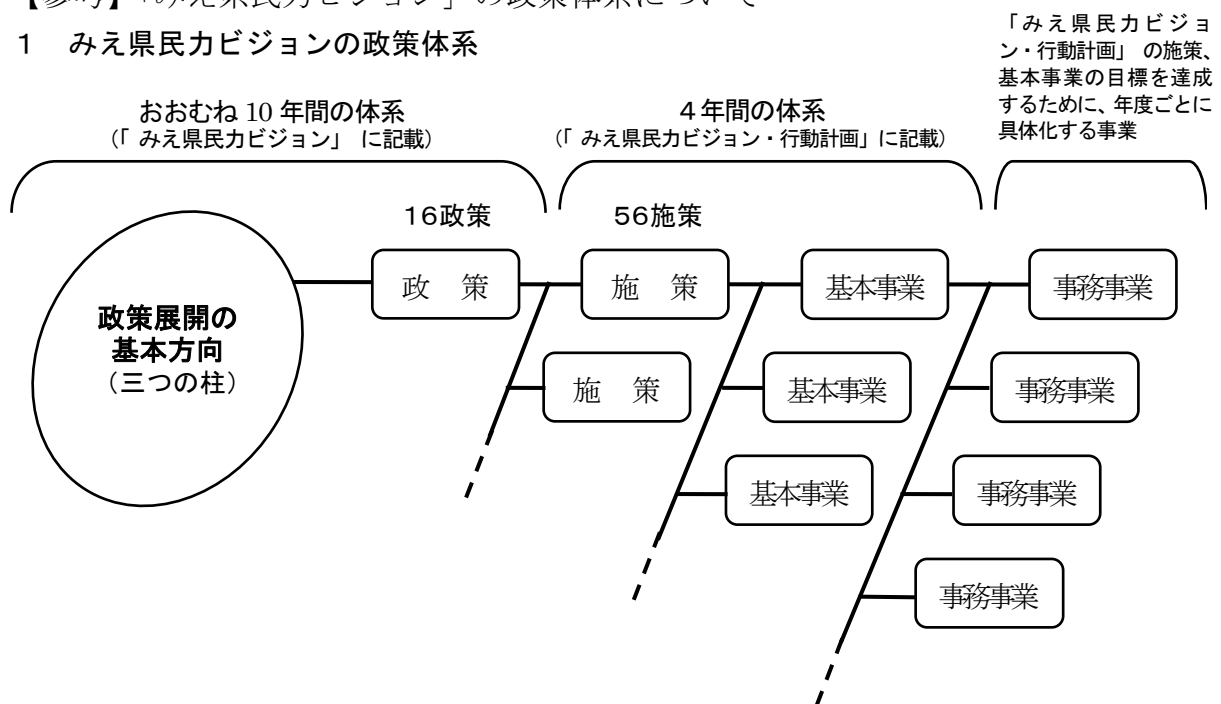 【参考】「みえ県民力ビジョン」の政策体系について
1 みえ県民力ビジョンの政策体系
「みえ県民力ビジョ
ン・行動計画」の施策、
基本事業の目標を達成
するために、年度ごとに
具体化する事業
おおむね 10 年間の体系
(「 みえ県民力ビジョン」 に記載)
4年間の体系
(「 みえ県民力ビジョン・行動計画」に記載)
16政策
56施策
政 策
施 策
基本事業
事務事業
政策展開の
基本方向
(三つの柱)
施 策
基本事業
事務事業
基本事業
事務事業
事務事業